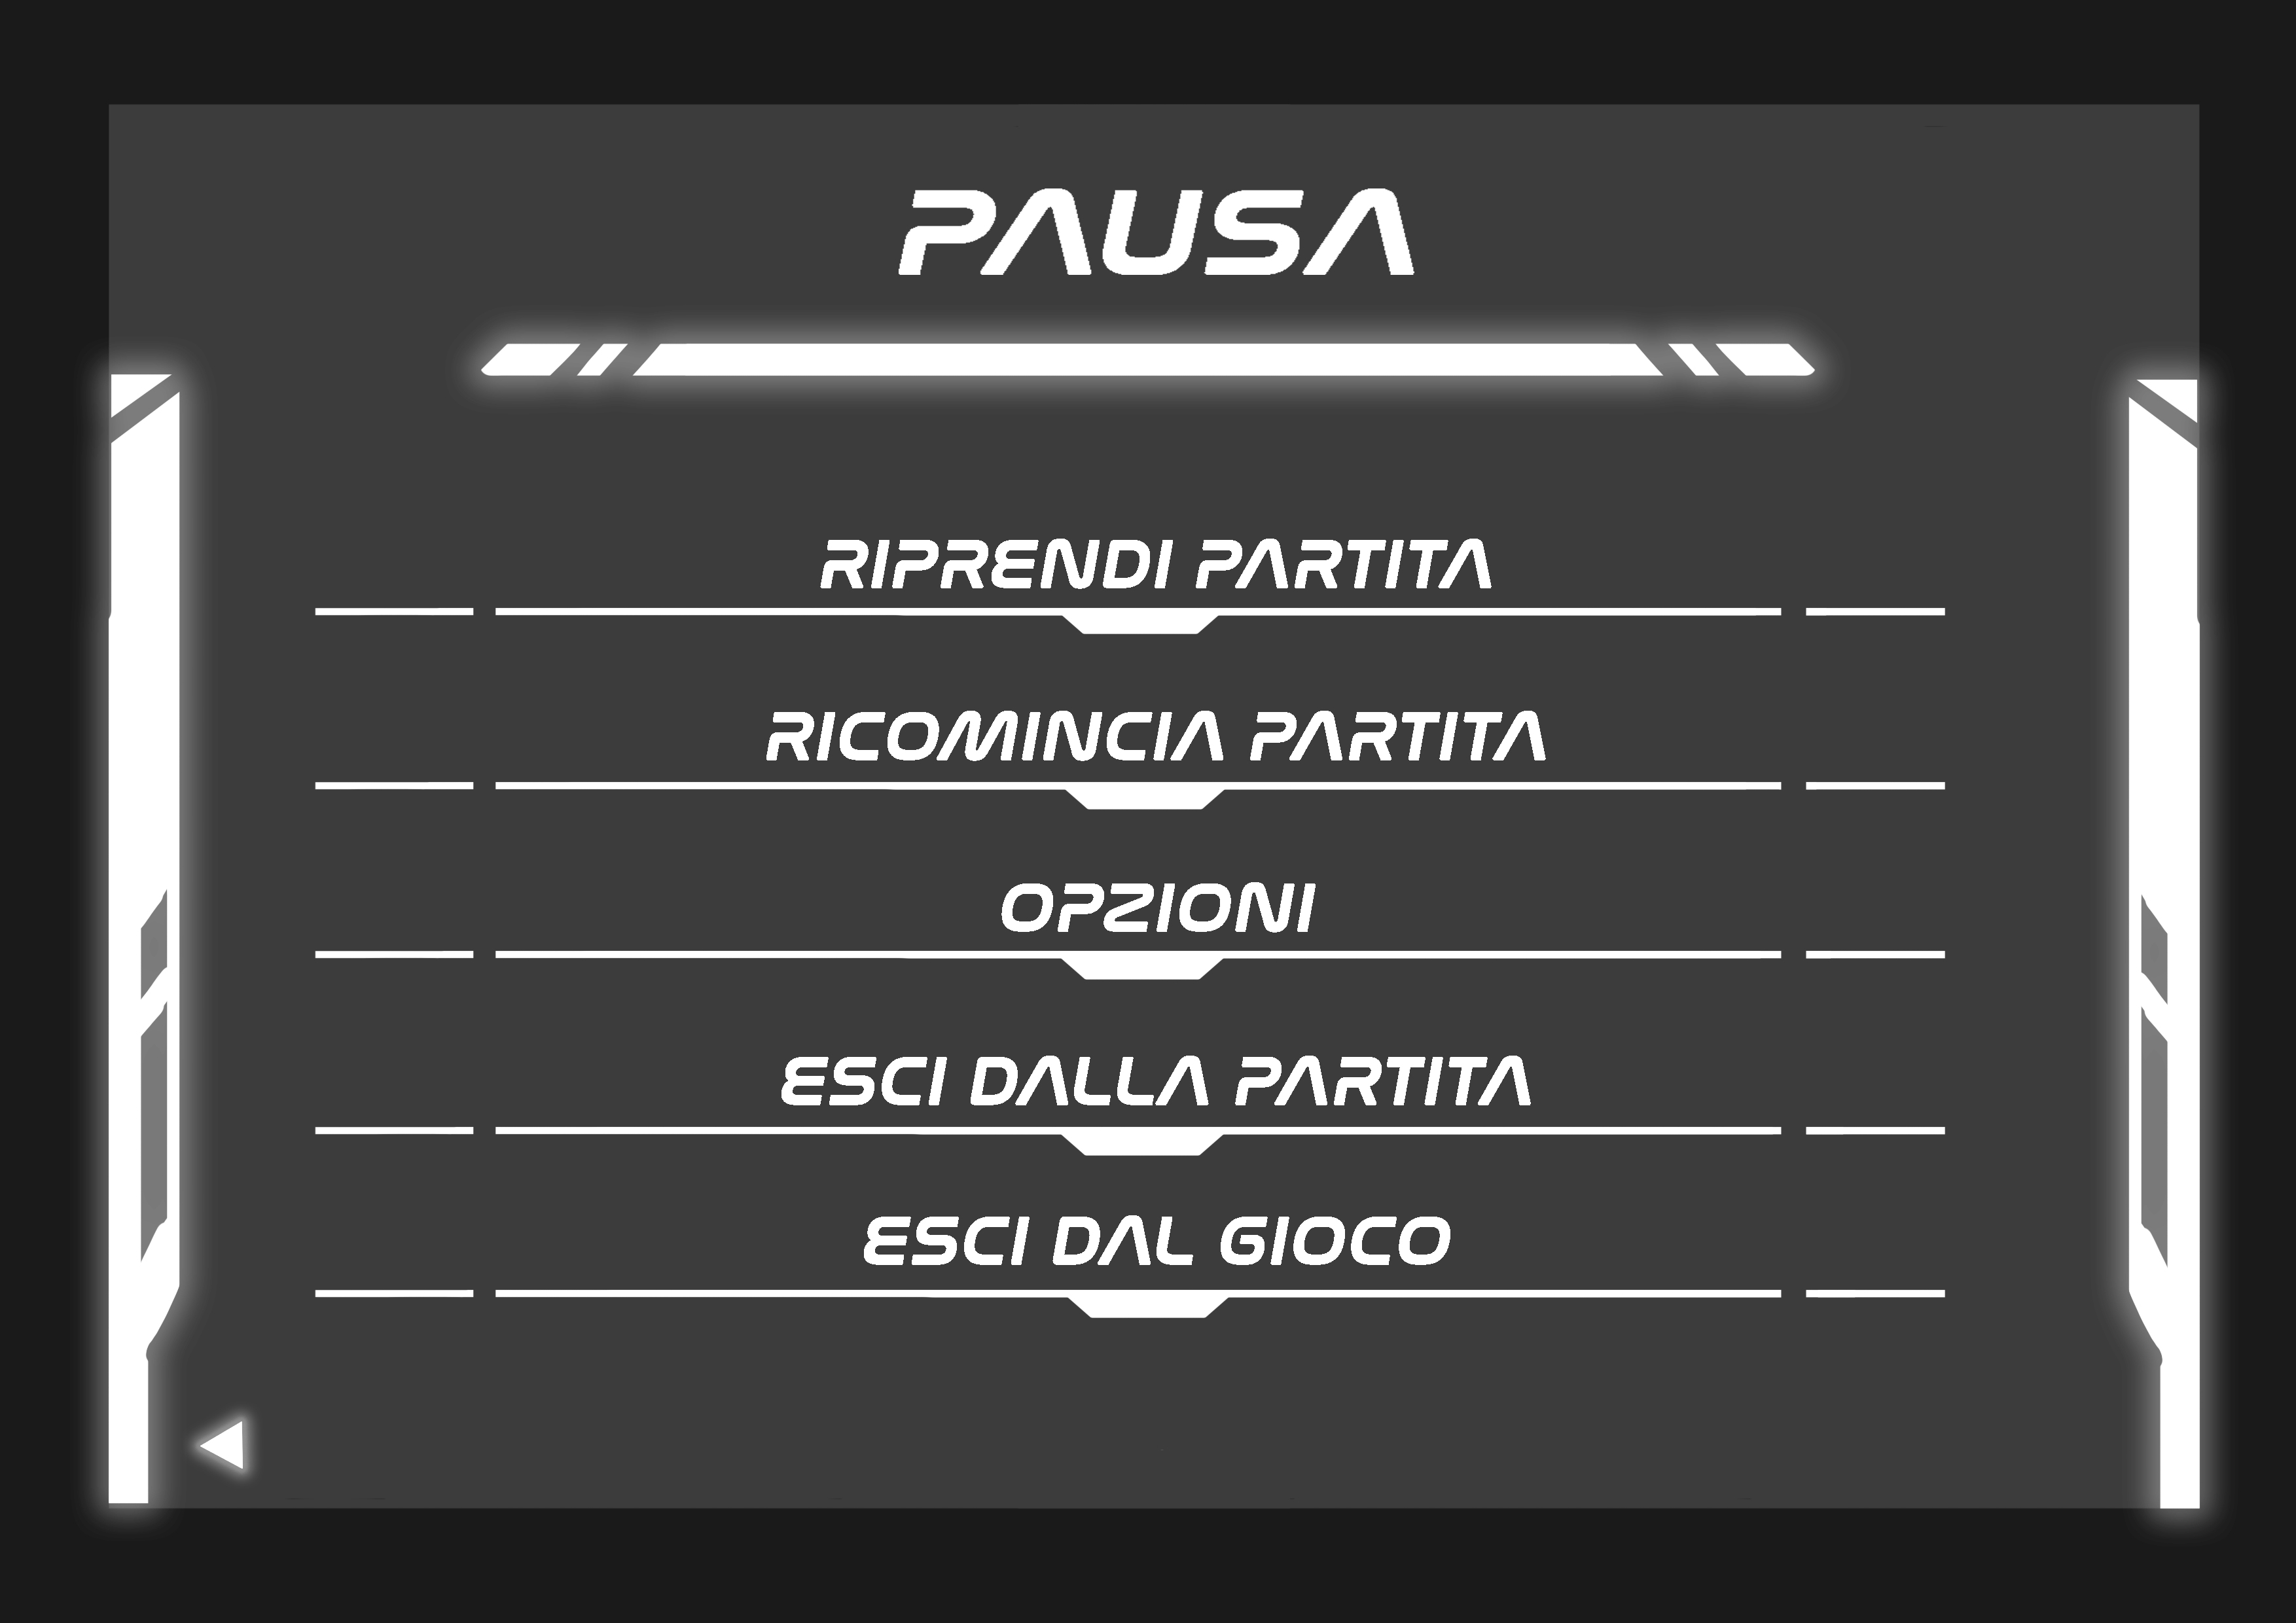 PAUSA
RIPRENDI PARTITA
RICOMINCIA PARTITA
OPZIONI
ESCI DALLA PARTITA
ESCI DAL GIOCO